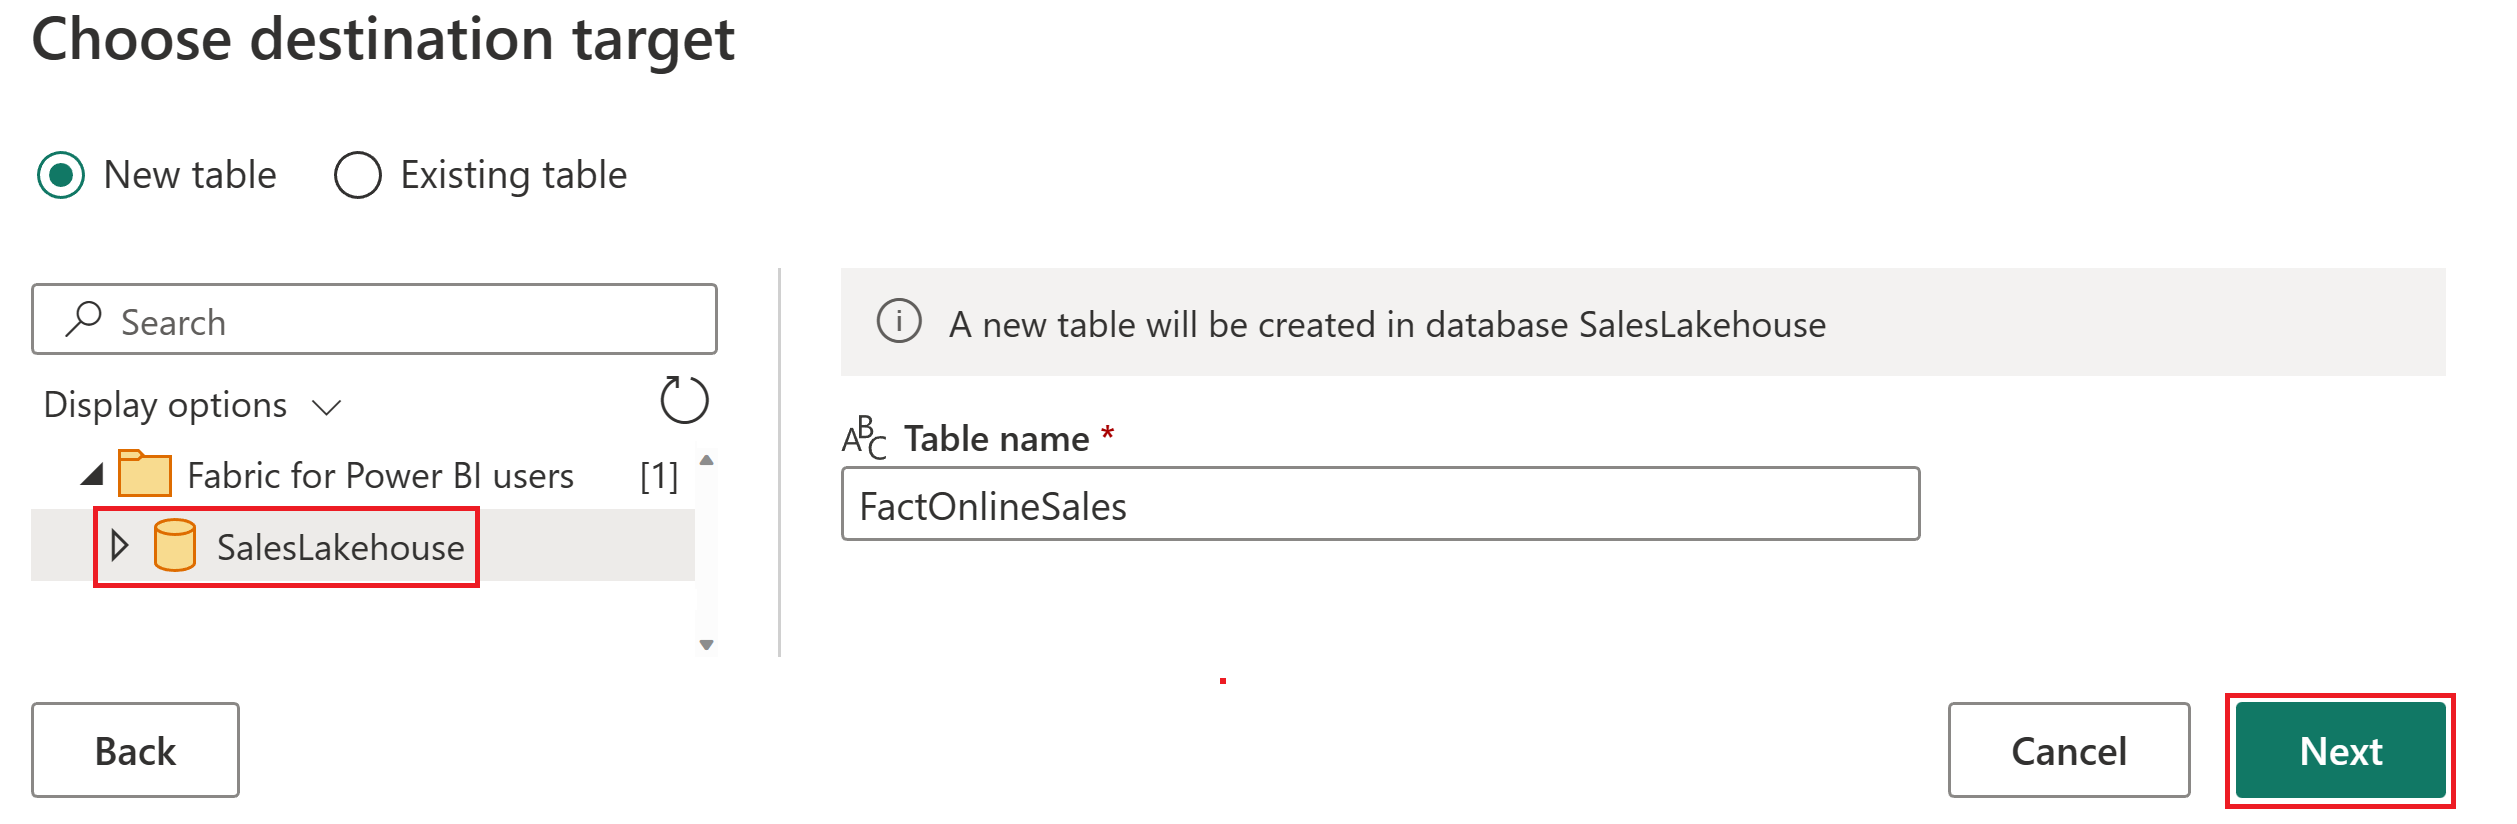 Choose destination target
New table Existing table
Search
Display options
Fabric for Power BI users [1]
SalesLakehouse
A new table will be created in database SalesLakehouse
ABC Table name *
FactOnlineSales
Back
Cancel
Next